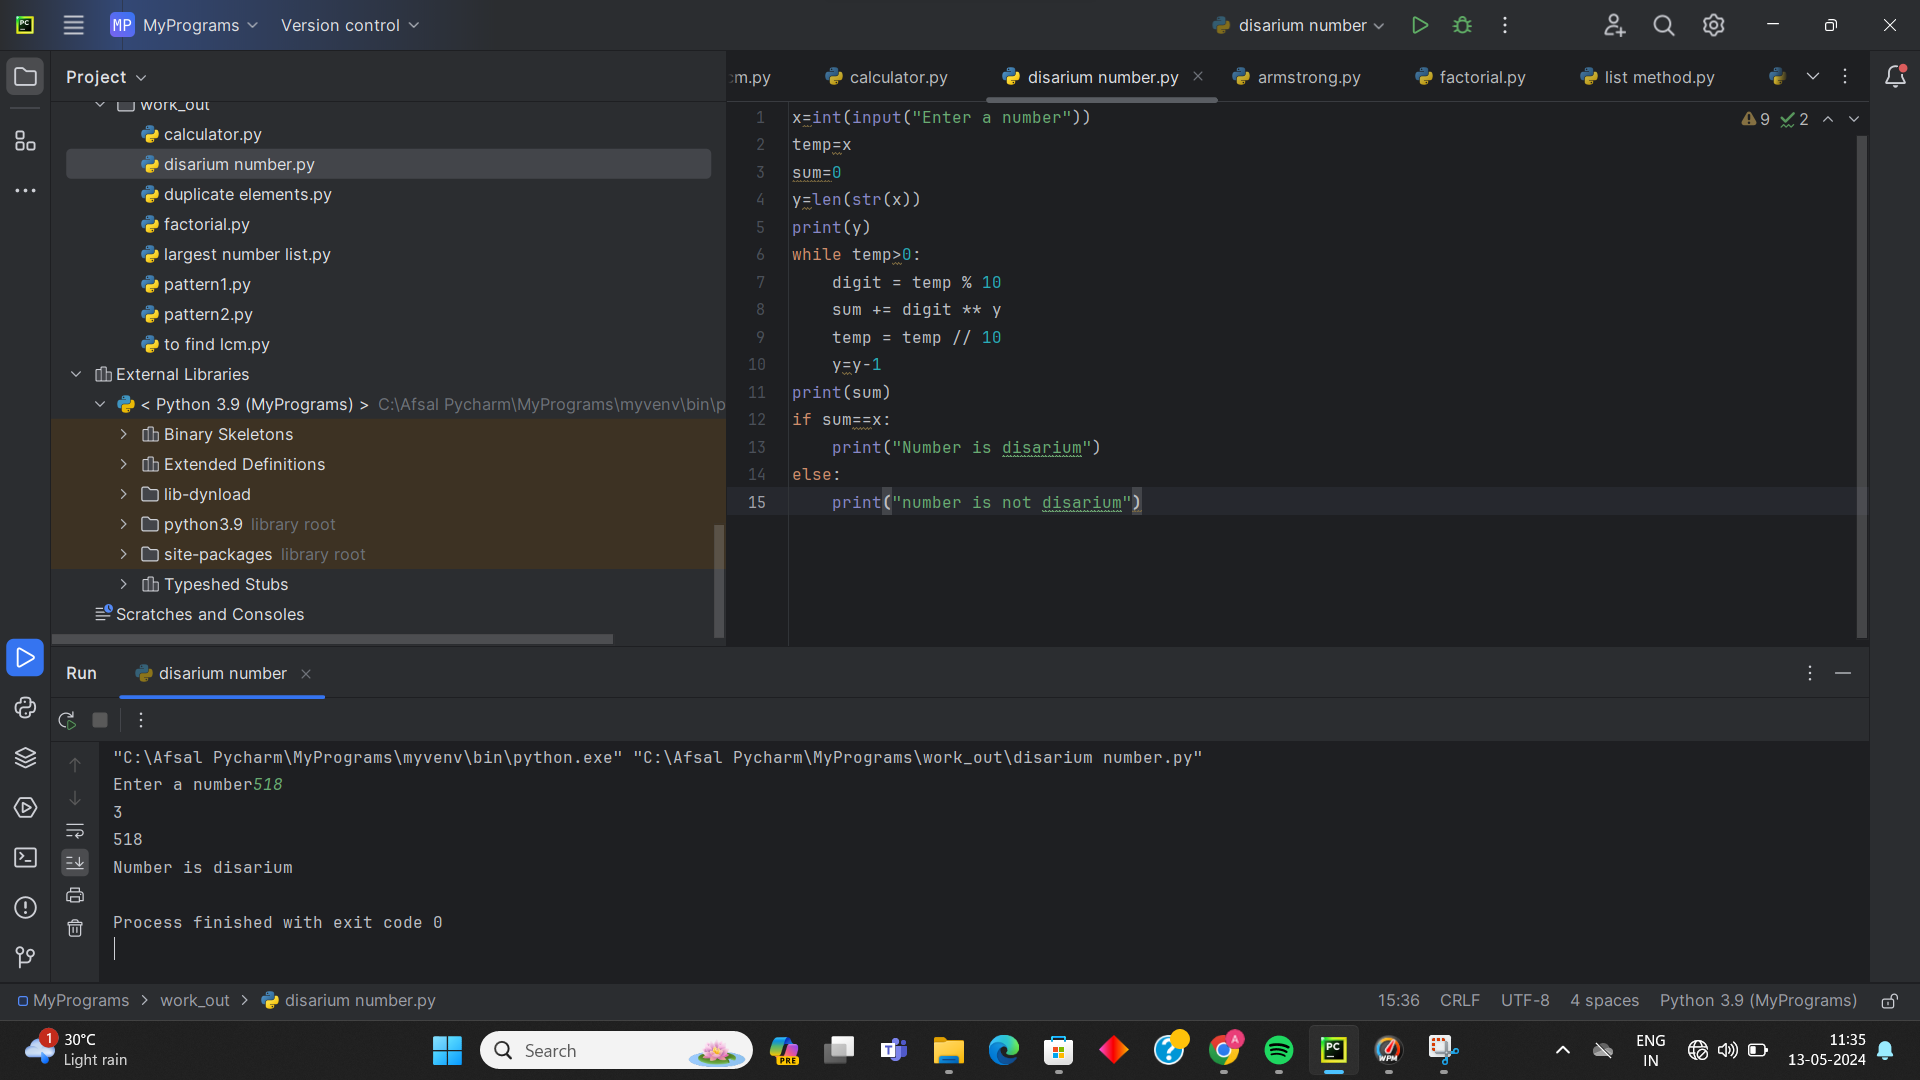 MP MyPrograms Version control disarium number
Project
work_out
calculator.py
disarium number.py
duplicate elements.py
factorial.py
largest number list.py
pattern1.py
pattern2.py
to find lcm.py
External Libraries
< Python 3.9 (MyPrograms) > C:\Afsal Pycharm\MyPrograms\myvenv\bin\p
Binary Skeletons
Extended Definitions
lib-dynload
python3.9 library root
site-packages library root
Typeshed Stubs
Scratches and Consoles
cm.py calculator.py disarium number.py armstrong.py factorial.py list method.py
9 2
1 x=int(input("Enter a number"))
2 temp=x
3 sum=0
4 y=len(str(x))
5 print(y)
6 while temp>0:
7 digit = temp % 10
8 sum += digit ** y
9 temp = temp // 10
10 y=y-1
11 print(sum)
12 if sum==x:
13 print("Number is disarium")
14 else:
15 print("number is not disarium")
Run disarium number
"C:\Afsal Pycharm\MyPrograms\myvenv\bin\python.exe" "C:\Afsal Pycharm\MyPrograms\work_out\disarium number.py"
Enter a number518
3
518
Number is disarium
Process finished with exit code 0
MyPrograms > work_out > disarium number.py 15:36 CRLF UTF-8 4 spaces Python 3.9 (MyPrograms)
1 30°C
Light rain
Search
PRE
A
PC
WPM
ENG
IN
11:35
13-05-2024